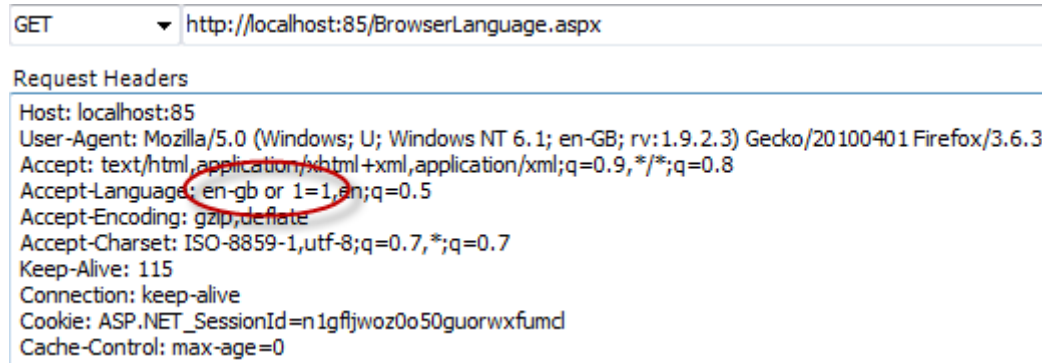 GET http://localhost:85/BrowserLanguage.aspx
Request Headers
Host: localhost:85
User-Agent: Mozilla/5.0 (Windows; U; Windows NT 6.1; en-GB; rv:1.9.2.3) Gecko/20100401 Firefox/3.6.3
Accept: text/html,application/xhtml+xml,application/xml;q=0.9,*/*;q=0.8
Accept-Language: en-gb or 1=1,en;q=0.5
Accept-Encoding: gzip,deflate
Accept-Charset: ISO-8859-1,utf-8;q=0.7,*;q=0.7
Keep-Alive: 115
Connection: keep-alive
Cookie: ASP.NET_SessionId=n1gfljwoz0o50guorwxfumcl
Cache-Control: max-age=0